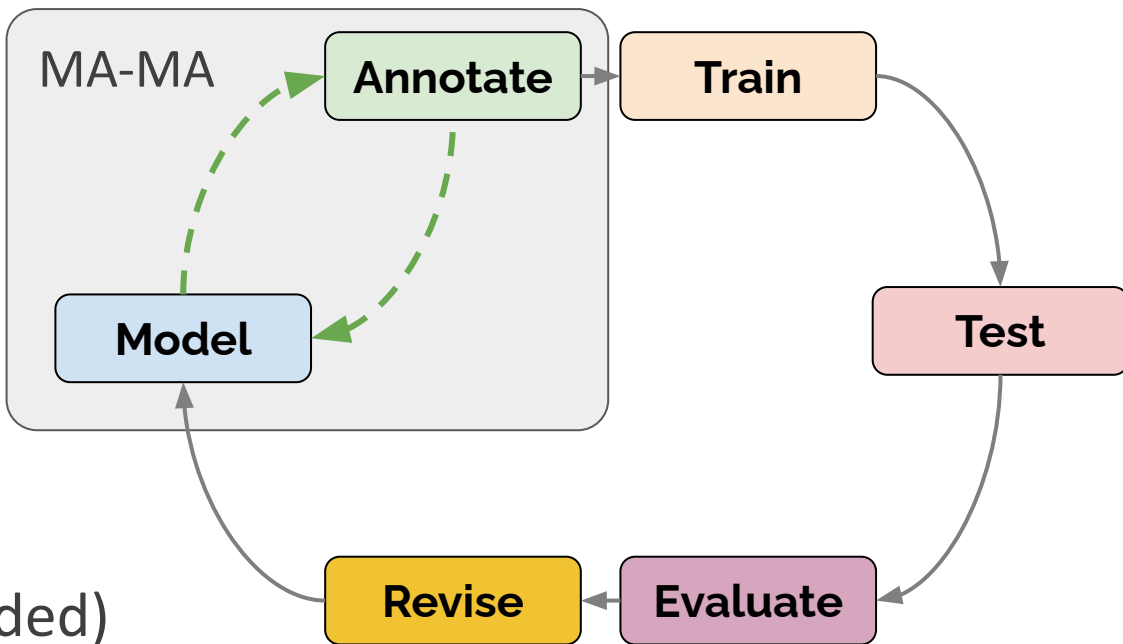 MA-MA
Annotate
Train
Model
Test
Revise
Evaluate
ded)